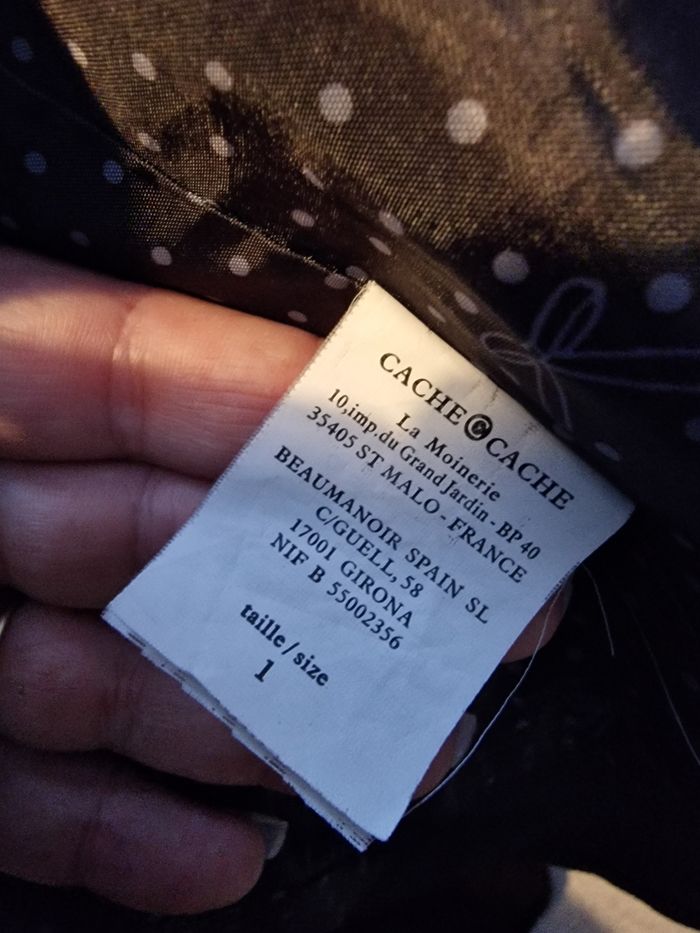 CACHE C CACHE
La Moinerie
10,imp.du Grand Jardin - BP 40
35405 ST MALO - FRANCE
BEAUMANOIR SPAIN SL
C/GUELL, 58
17001 GIRONA
NIF B 55002356
taille/size
1